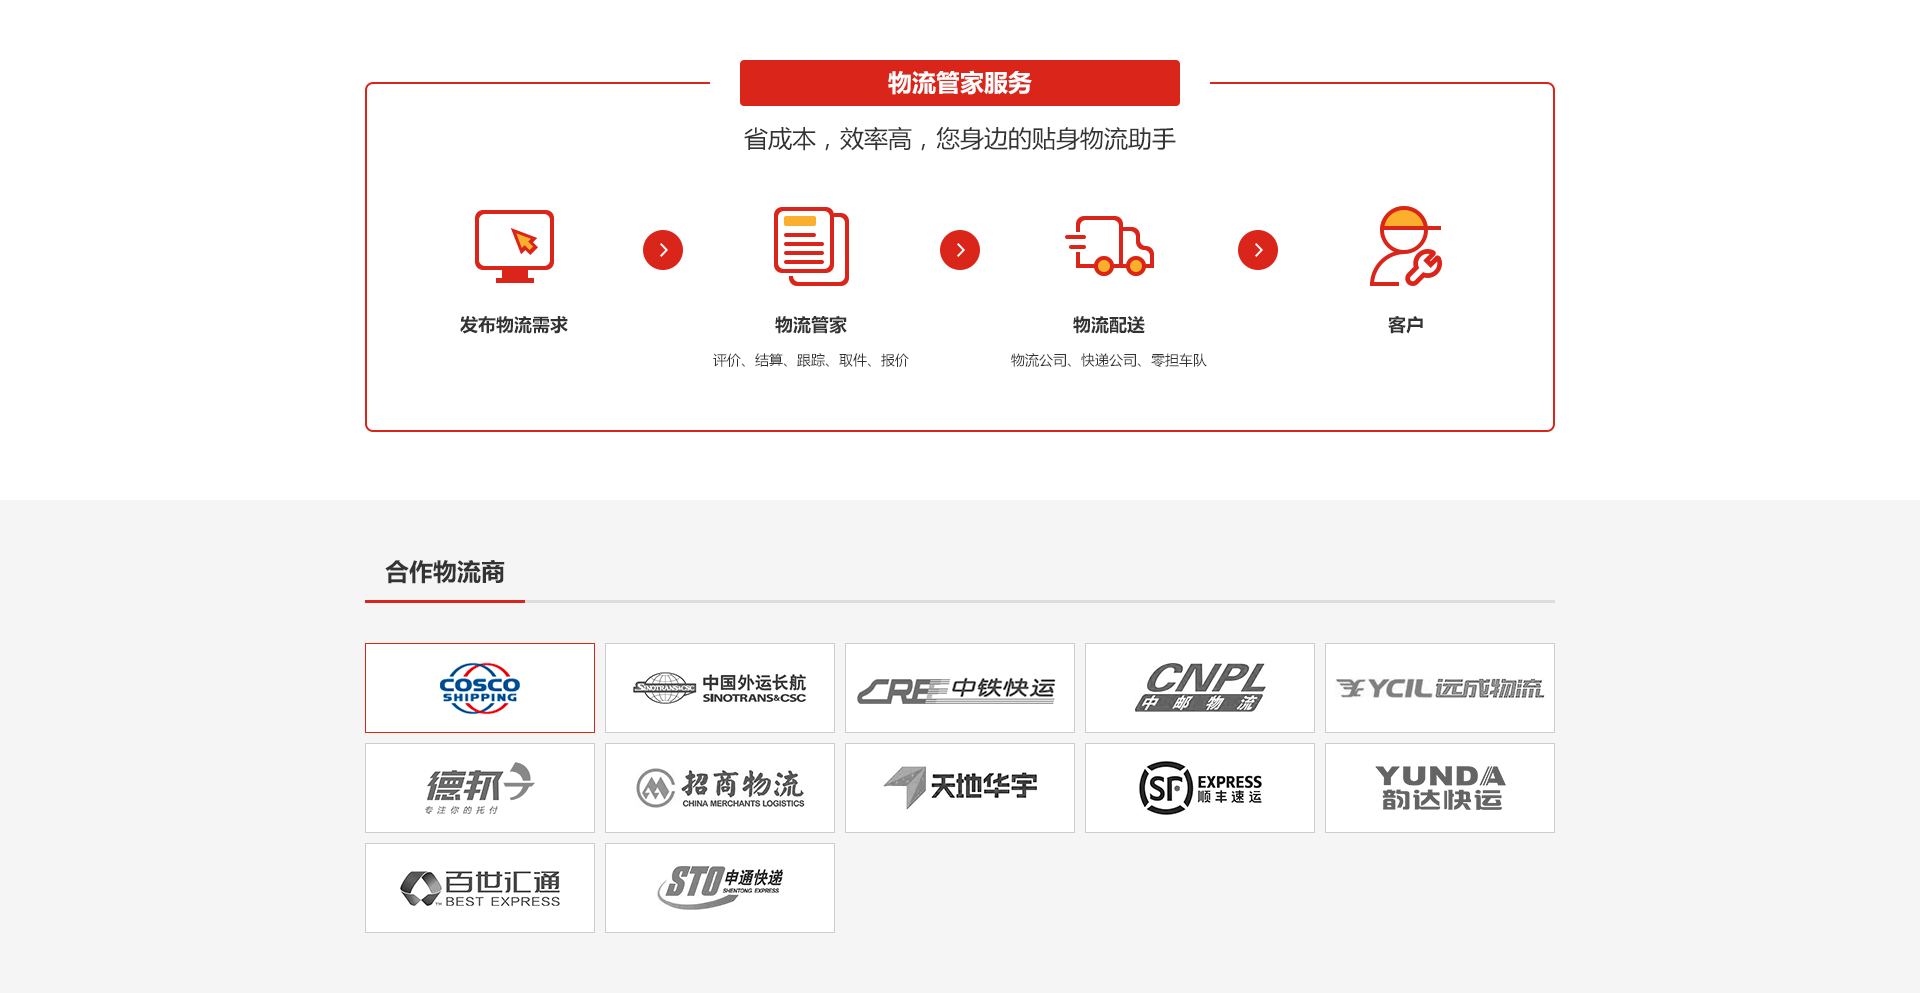 物流管家服务
省成本，效率高，您身边的贴身物流助手
发布物流需求
物流管家
物流配送
客户
评价、结算、跟踪、取件、报价
物流公司、快递公司、零担车队
合作物流商
COSCO
SHIPPING
SINOTRANS&CSC
中国外运长航
SINOTRANS&CSC
CRE 中铁快运
CNPL
中邮物流
YCIL 远成物流
德邦
专注你的托付
招商物流
CHINA MERCHANTS LOGISTICS
天地华宇
SF EXPRESS
顺丰速运
YUNDA
韵达快运
百世汇通
™ BEST EXPRESS
STO 申通快递
SHENTONG EXPRESS